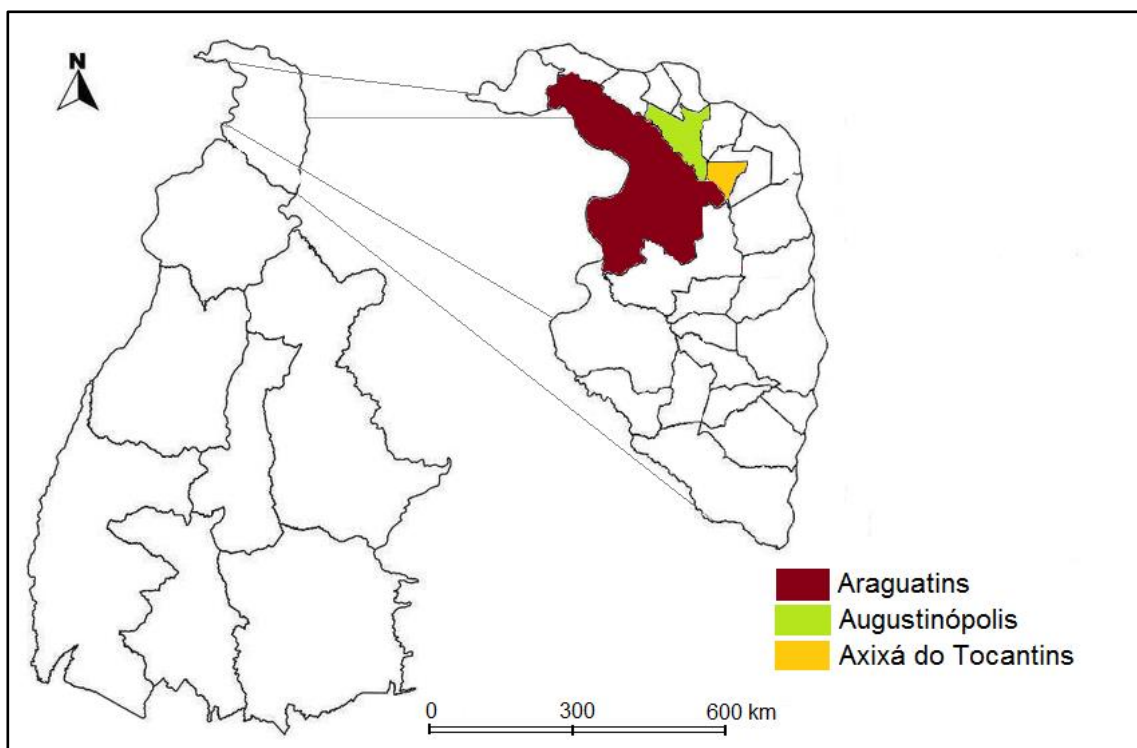 N
Araguatins
Augustinópolis
Axixá do Tocantins
0 300 600 km